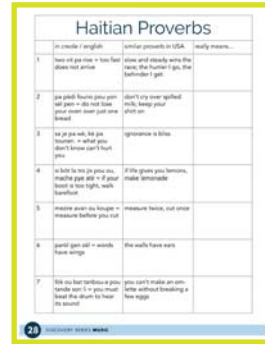 Haitian Proverbs
in creole / english
similar proverbs in USA
really means...
1
two vit pa rive = too fast
does not arrive
slow and steady wins the
race; the hurrier I go, the
behinder I get.
2
pa pèdi founo pou yon
sèl pen = do not lose
your oven over just one
bread
don't cry over spilled
milk; keep your
shirt on
3
sa je pa wè, kè pa
tounen. = what you
don't know can't hurt
you
ignorance is bliss
4
si bòt la tro jis pou ou,
mache pye atè = if your
boot is too tight, walk
barefoot
if life gives you lemons,
make lemonade
5
mezire avan ou koupe =
measure before you cut
measure twice, cut once
6
pawòl gen zèl = words
have wings
the walls have ears
7
fòk ou bat tanbou a pou
tande son li = you must
beat the drum to hear
its sound
you can't make an om-
lette without breaking a
few eggs
28 DISCOVERY SERIES MUSIC